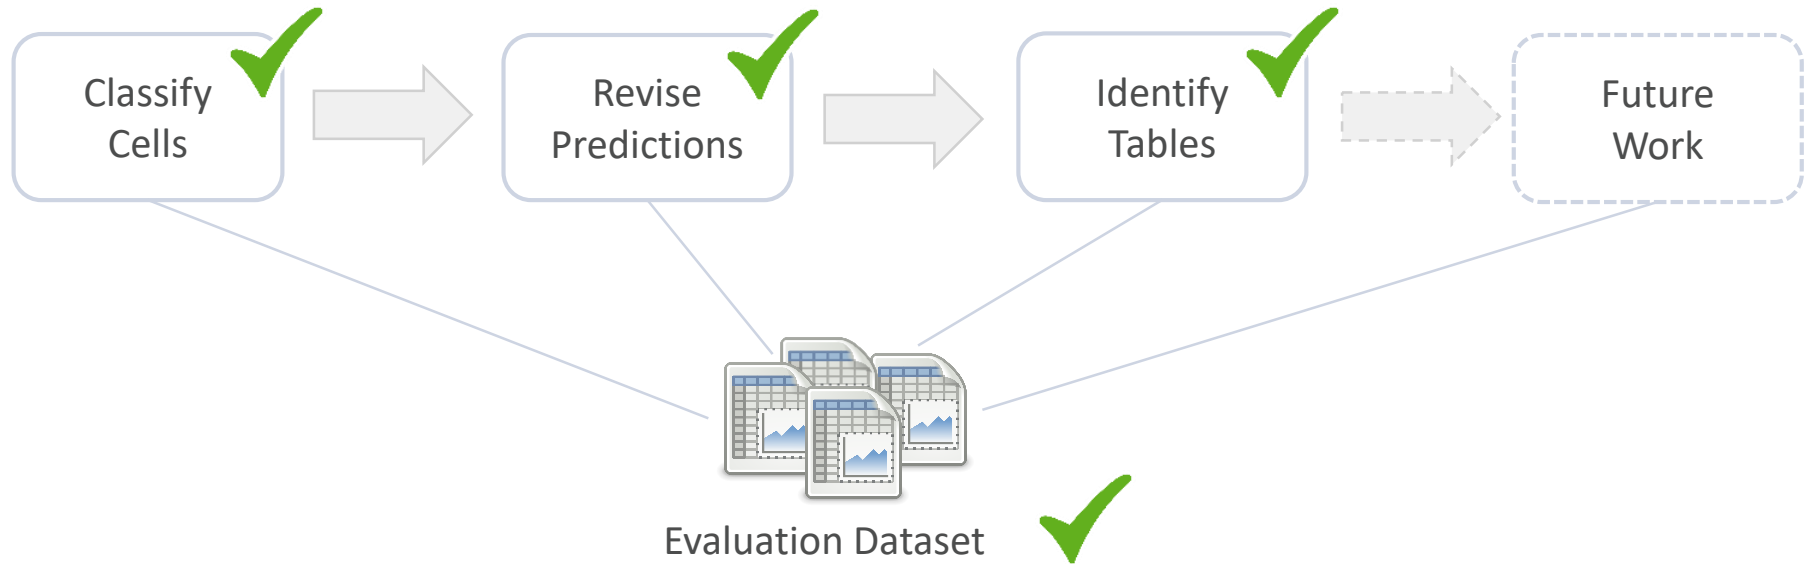 Classify
Cells
Revise
Predictions
Identify
Tables
Future
Work
Evaluation Dataset